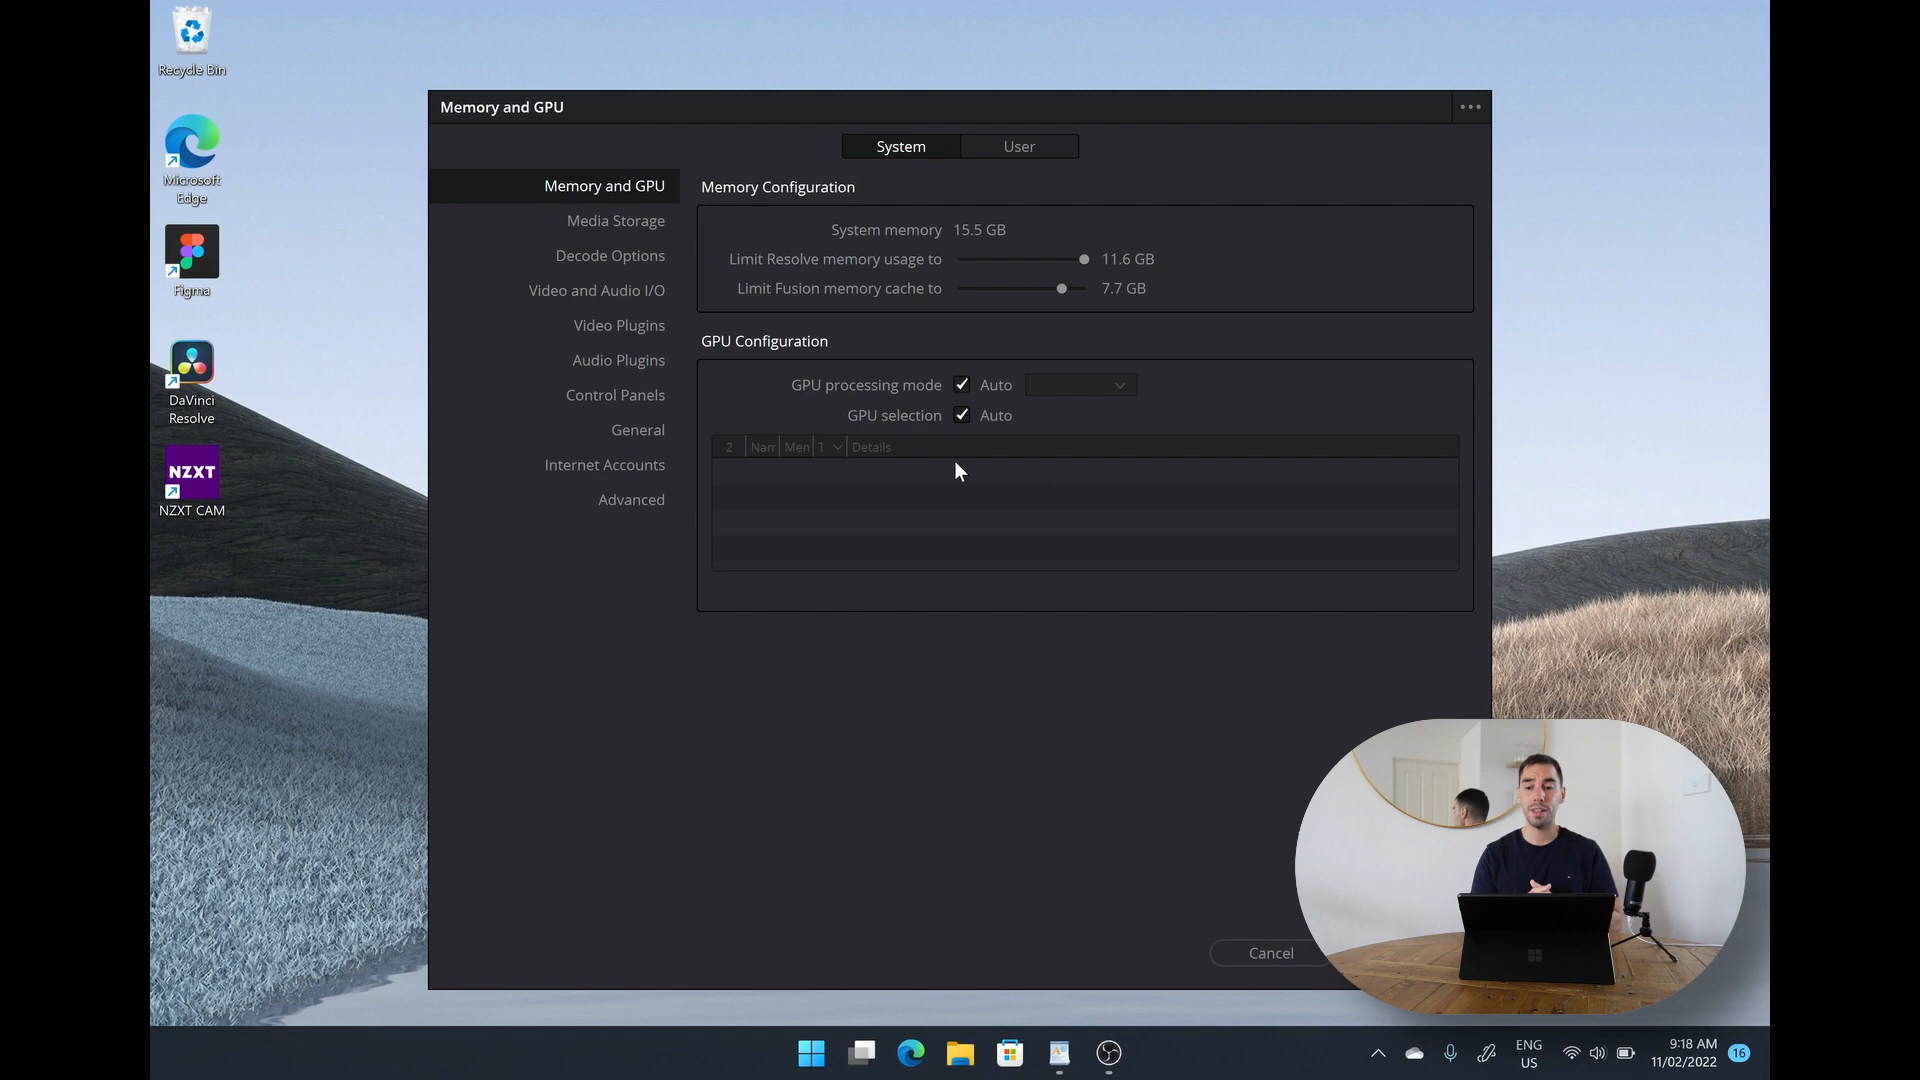 Recycle Bin
Microsoft
Edge
Figma
DaVinci
Resolve
NZXT
NZXT CAM
Memory and GPU
System
User
Memory and GPU
Media Storage
Decode Options
Video and Audio I/O
Video Plugins
Audio Plugins
Control Panels
General
Internet Accounts
Advanced
Memory Configuration
System memory 15.5 GB
Limit Resolve memory usage to 11.6 GB
Limit Fusion memory cache to 7.7 GB
GPU Configuration
GPU processing mode Auto
GPU selection Auto
2 Nam Men 1 Details
Cancel
ENG
US
9:18 AM
11/02/2022
16